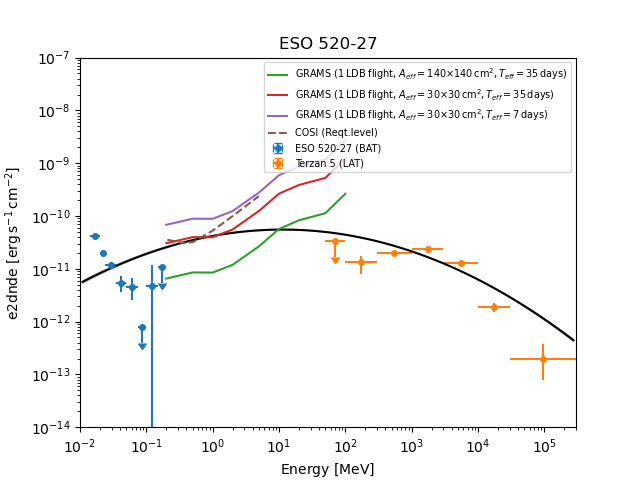 ESO 520-27
GRAMS (1 LDB flight, A_eff = 140×140 cm², T_eff = 35 days)
GRAMS (1 LDB flight, A_eff = 30×30 cm², T_eff = 35 days)
GRAMS (1 LDB flight, A_eff = 30×30 cm², T_eff = 7 days)
COSI (Reqt.level)
ESO 520-27 (BAT)
Terzan 5 (LAT)
e2dnde [erg s⁻¹ cm⁻²]
10⁻⁷
10⁻⁸
10⁻⁹
10⁻¹⁰
10⁻¹¹
10⁻¹²
10⁻¹³
10⁻¹⁴
10⁻² 10⁻¹ 10⁰ 10¹ 10² 10³ 10⁴ 10⁵
Energy [MeV]